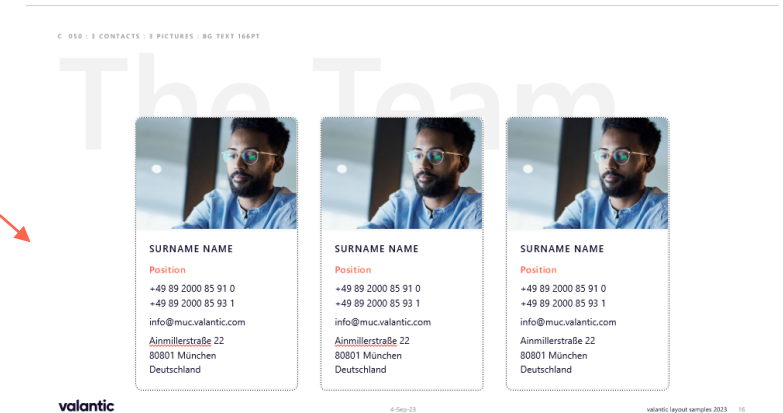 C 050 : 3 CONTACTS : 3 PICTURES : BG TEXT 166PT
The Team
SURNAME NAME
Position
+49 89 2000 85 91 0
+49 89 2000 85 93 1
info@muc.valantic.com
Ainmillerstraße 22
80801 München
Deutschland
SURNAME NAME
Position
+49 89 2000 85 91 0
+49 89 2000 85 93 1
info@muc.valantic.com
Ainmillerstraße 22
80801 München
Deutschland
SURNAME NAME
Position
+49 89 2000 85 91 0
+49 89 2000 85 93 1
info@muc.valantic.com
Ainmillerstraße 22
80801 München
Deutschland
valantic
4-Sep-23
valantic layout samples 2023 16